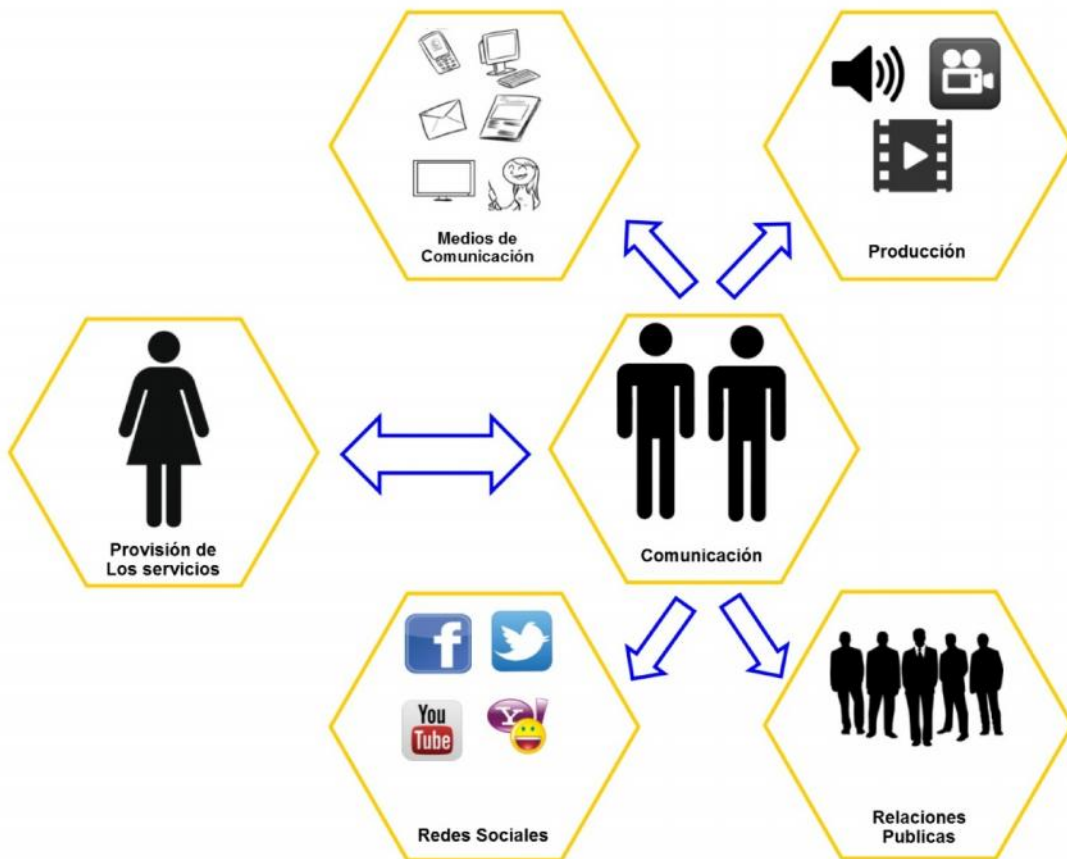 Medios de
Comunicación
Producción
Provisión de
Los servicios
Comunicación
f
You
Tube
Y!
Redes Sociales
Relaciones
Publicas